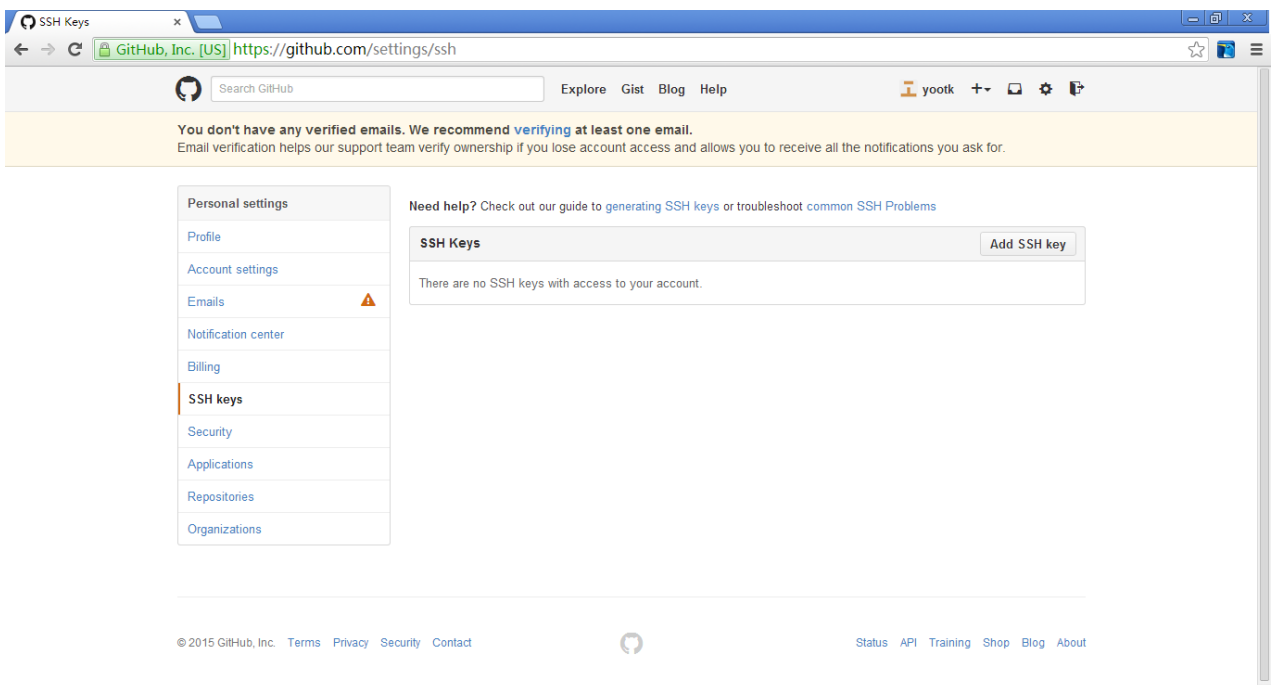 SSH Keys
GitHub, Inc. [US] https://github.com/settings/ssh
Search GitHub
Explore Gist Blog Help
yootk
You don't have any verified emails. We recommend verifying at least one email.
Email verification helps our support team verify ownership if you lose account access and allows you to receive all the notifications you ask for.
Personal settings
Profile
Account settings
Emails
Notification center
Billing
SSH keys
Security
Applications
Repositories
Organizations
Need help? Check out our guide to generating SSH keys or troubleshoot common SSH Problems
SSH Keys
Add SSH key
There are no SSH keys with access to your account.
© 2015 GitHub, Inc. Terms Privacy Security Contact
Status API Training Shop Blog About